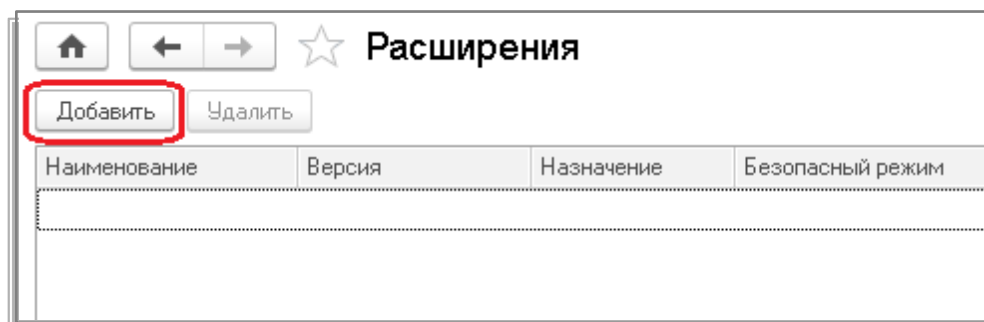 Расширения
Добавить Удалить
Наименование Версия Назначение Безопасный режим